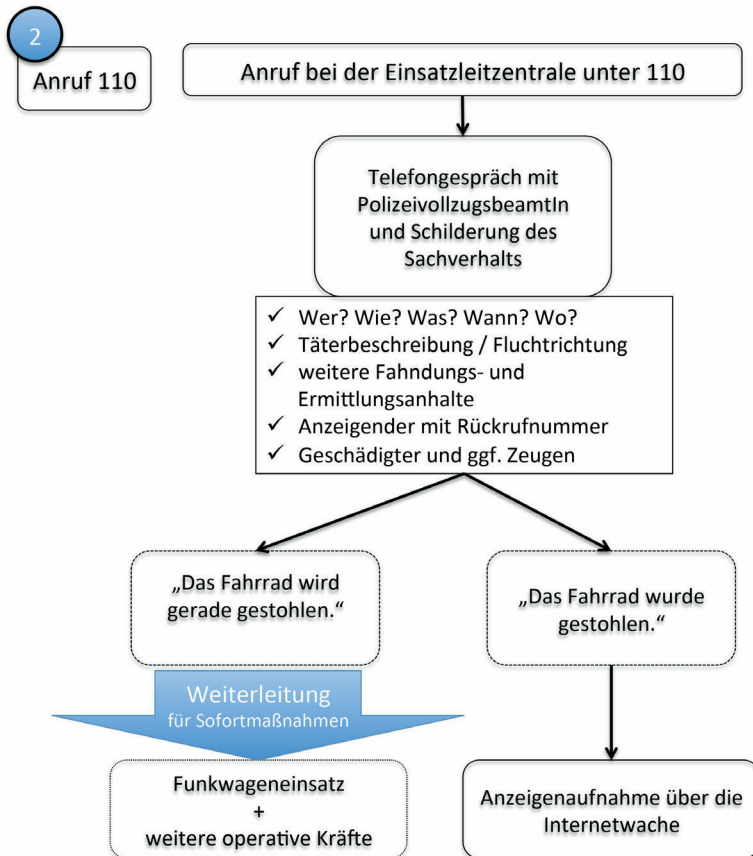 2
Anruf 110
Anruf bei der Einsatzleitzentrale unter 110
Telefongespräch mit
PolizeivollzugsbeamtIn
und Schilderung des
Sachverhalts
✓ Wer? Wie? Was? Wann? Wo?
✓ Täterbeschreibung / Fluchtrichtung
✓ weitere Fahndungs- und
Ermittlungsanhalte
✓ Anzeigender mit Rückrufnummer
✓ Geschädigter und ggf. Zeugen
„Das Fahrrad wird
gerade gestohlen.“
„Das Fahrrad wurde
gestohlen.“
Weiterleitung
für Sofortmaßnahmen
Funkwageneinsatz
+
weitere operative Kräfte
Anzeigenaufnahme über die
Internetwache